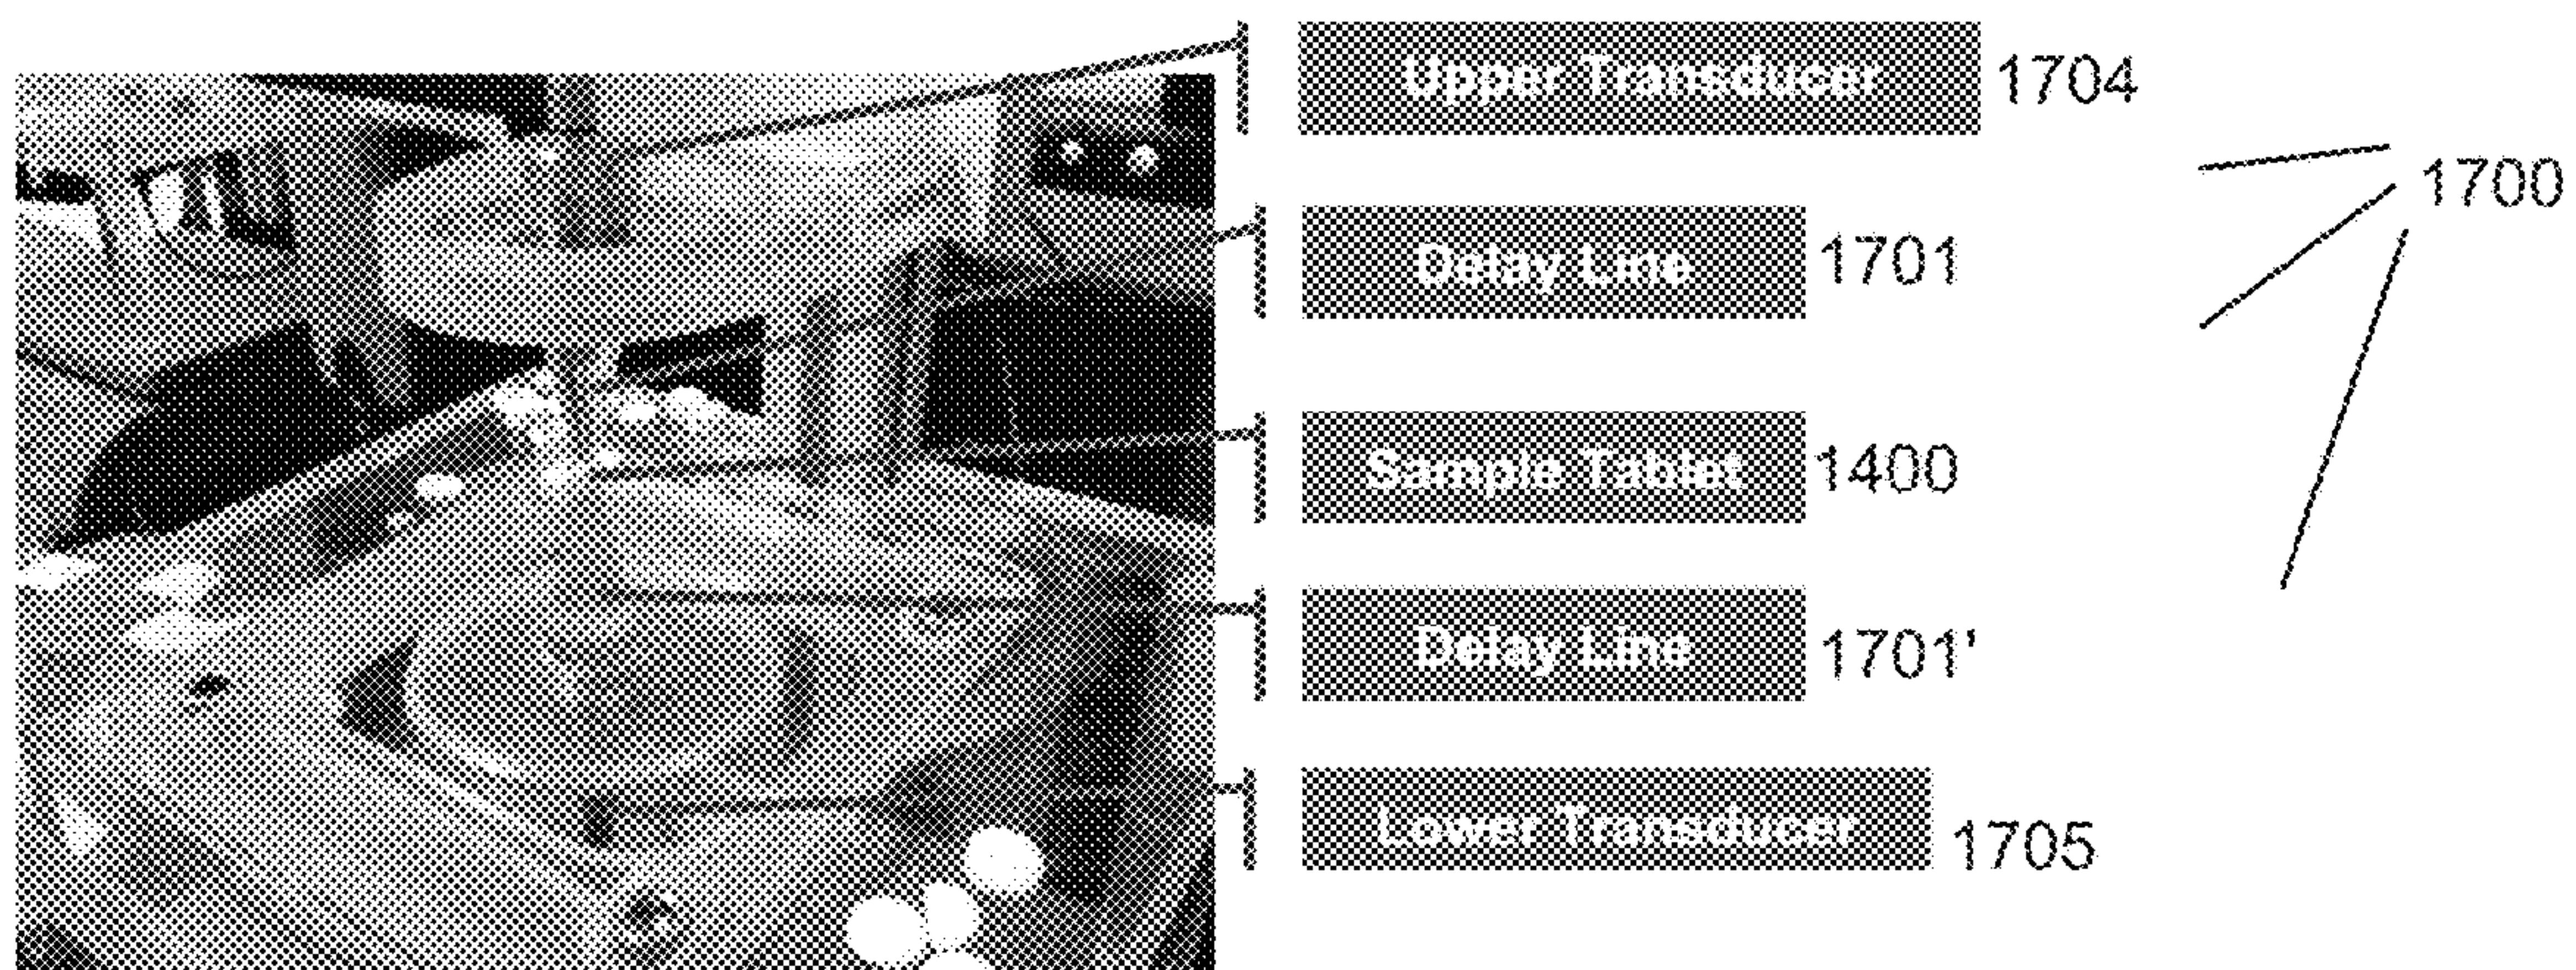 Upper Transducer 1704
1700
Delay Line 1701
Sample Tablet 1400
Delay Line 1701'
Lower Transducer 1705